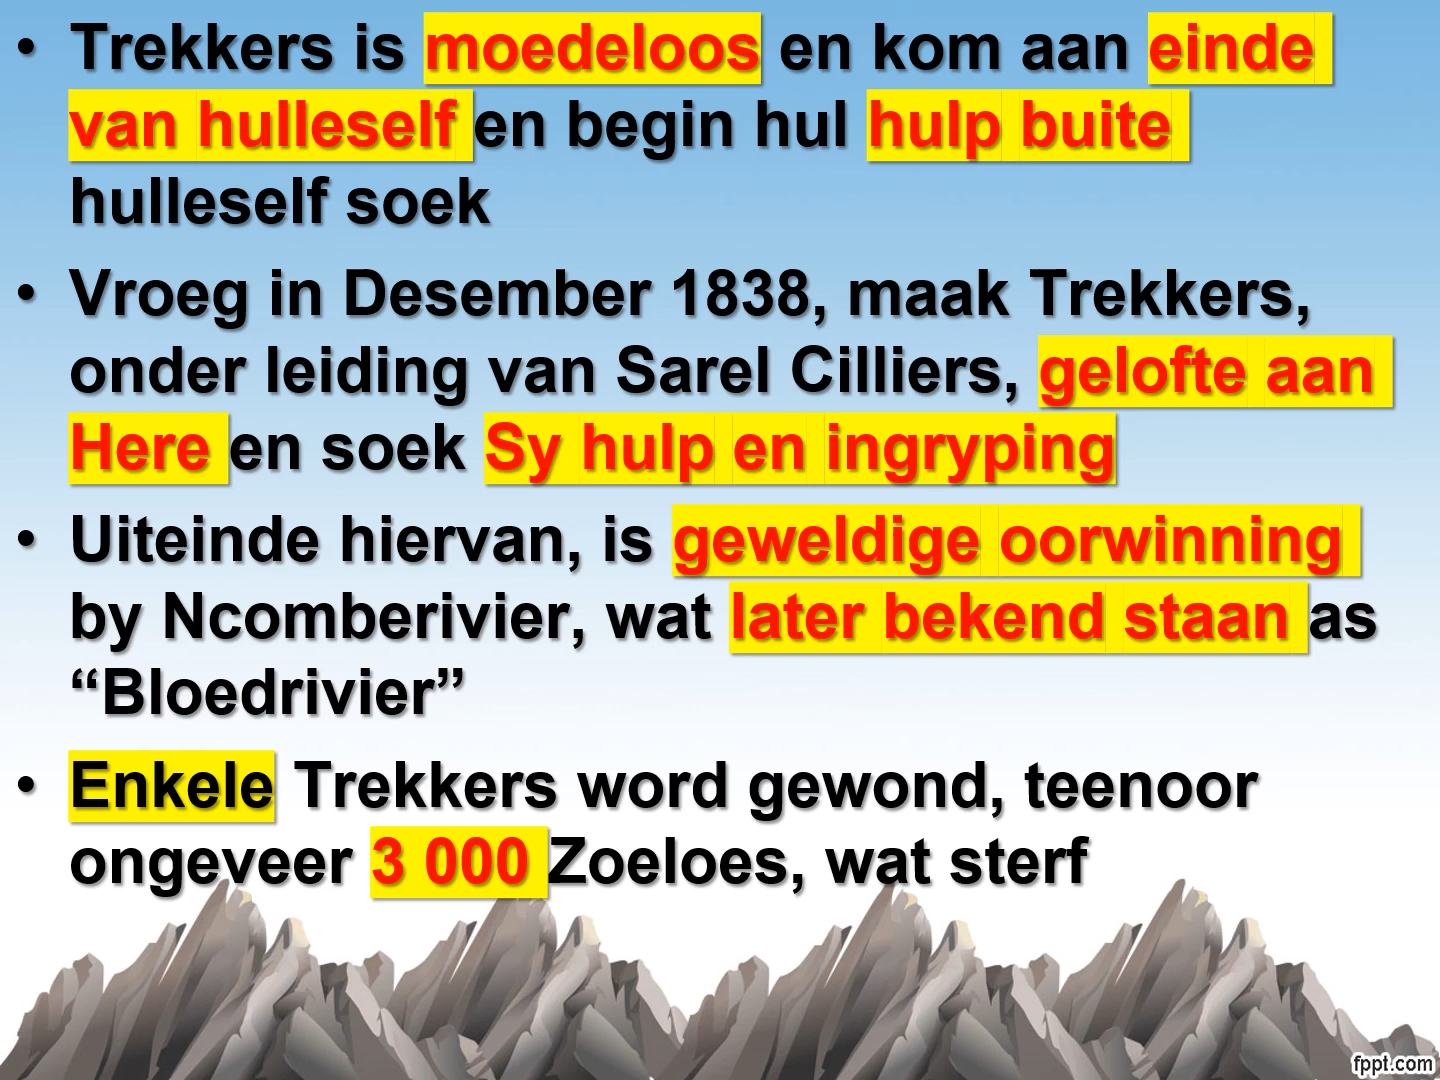 • Trekkers is moedeloos en kom aan einde
van hulleself en begin hul hulp buite
hulleself soek
• Vroeg in Desember 1838, maak Trekkers,
onder leiding van Sarel Cilliers, gelofte aan
Here en soek Sy hulp en ingryping
• Uiteinde hiervan, is geweldige oorwinning
by Ncomberivier, wat later bekend staan as
“Bloedrivier”
• Enkele Trekkers word gewond, teenoor
ongeveer 3 000 Zoeloes, wat sterf
fppt.com